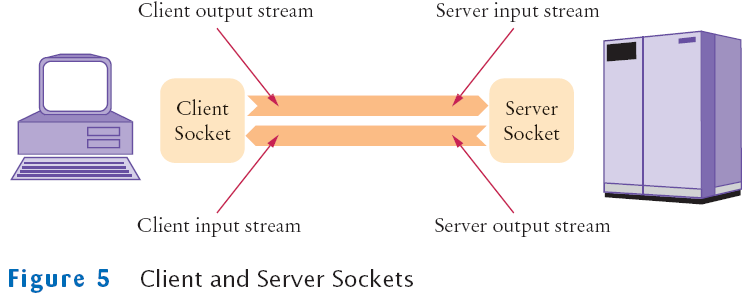 Client output stream
Server input stream
Client
Socket
Server
Socket
Client input stream
Server output stream
Figure 5 Client and Server Sockets